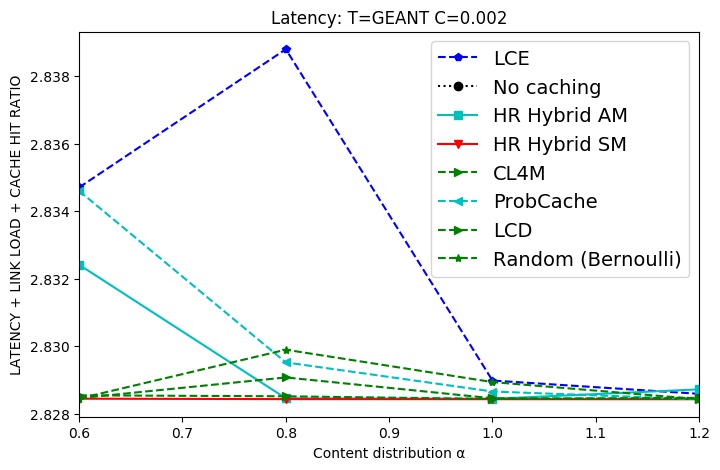 Latency: T=GEANT C=0.002
LATENCY + LINK LOAD + CACHE HIT RATIO
2.838
2.836
2.834
2.832
2.830
2.828
LCE
No caching
HR Hybrid AM
HR Hybrid SM
CL4M
ProbCache
LCD
Random (Bernoulli)
0.6 0.7 0.8 0.9 1.0 1.1 1.2
Content distribution α